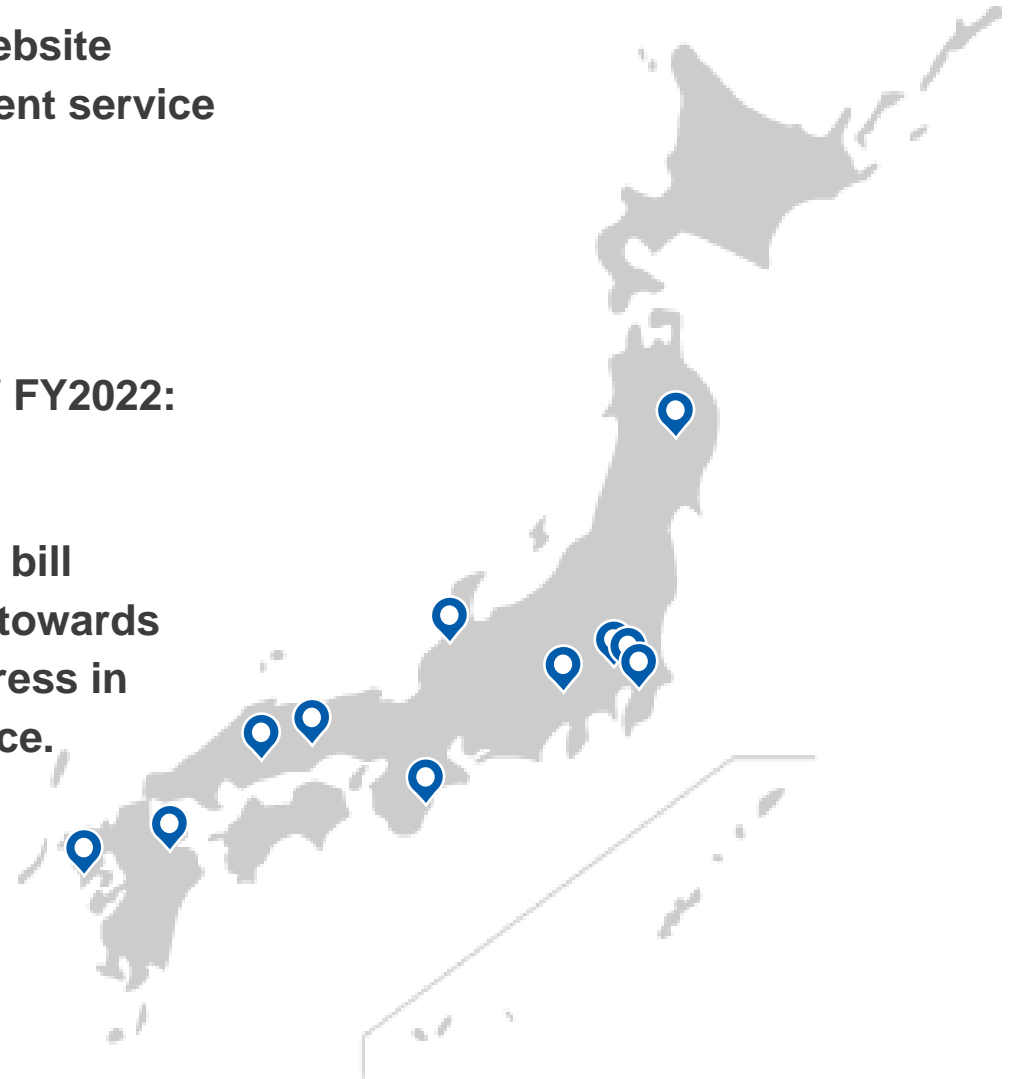 ebsite
ent service
FY2022:
bill
towards
ress in
ce.